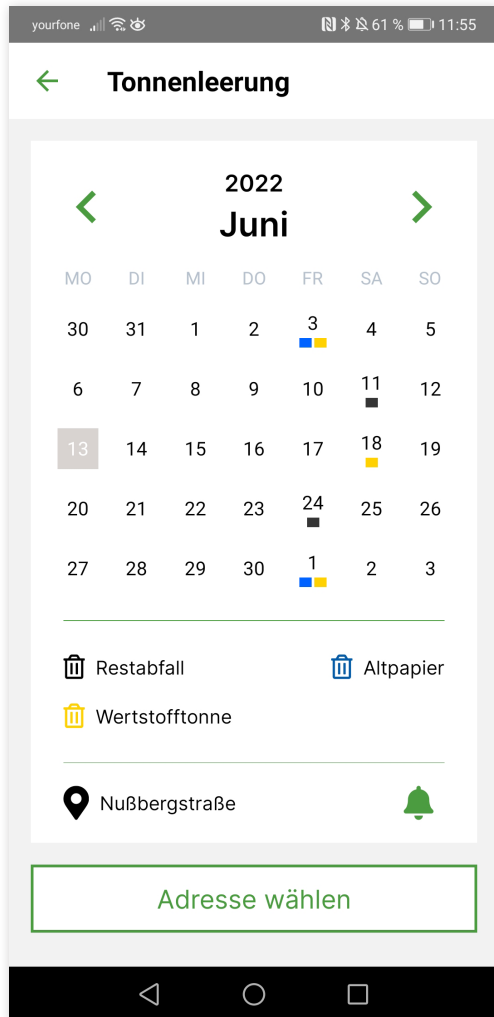 yourfone 61 % 11:55
Tonnenleerung
2022
Juni
MO DI MI DO FR SA SO
30 31 1 2 3 4 5
6 7 8 9 10 11 12
13 14 15 16 17 18 19
20 21 22 23 24 25 26
27 28 29 30 1 2 3
Restabfall Altpapier
Wertstofftonne
Nußbergstraße
Adresse wählen